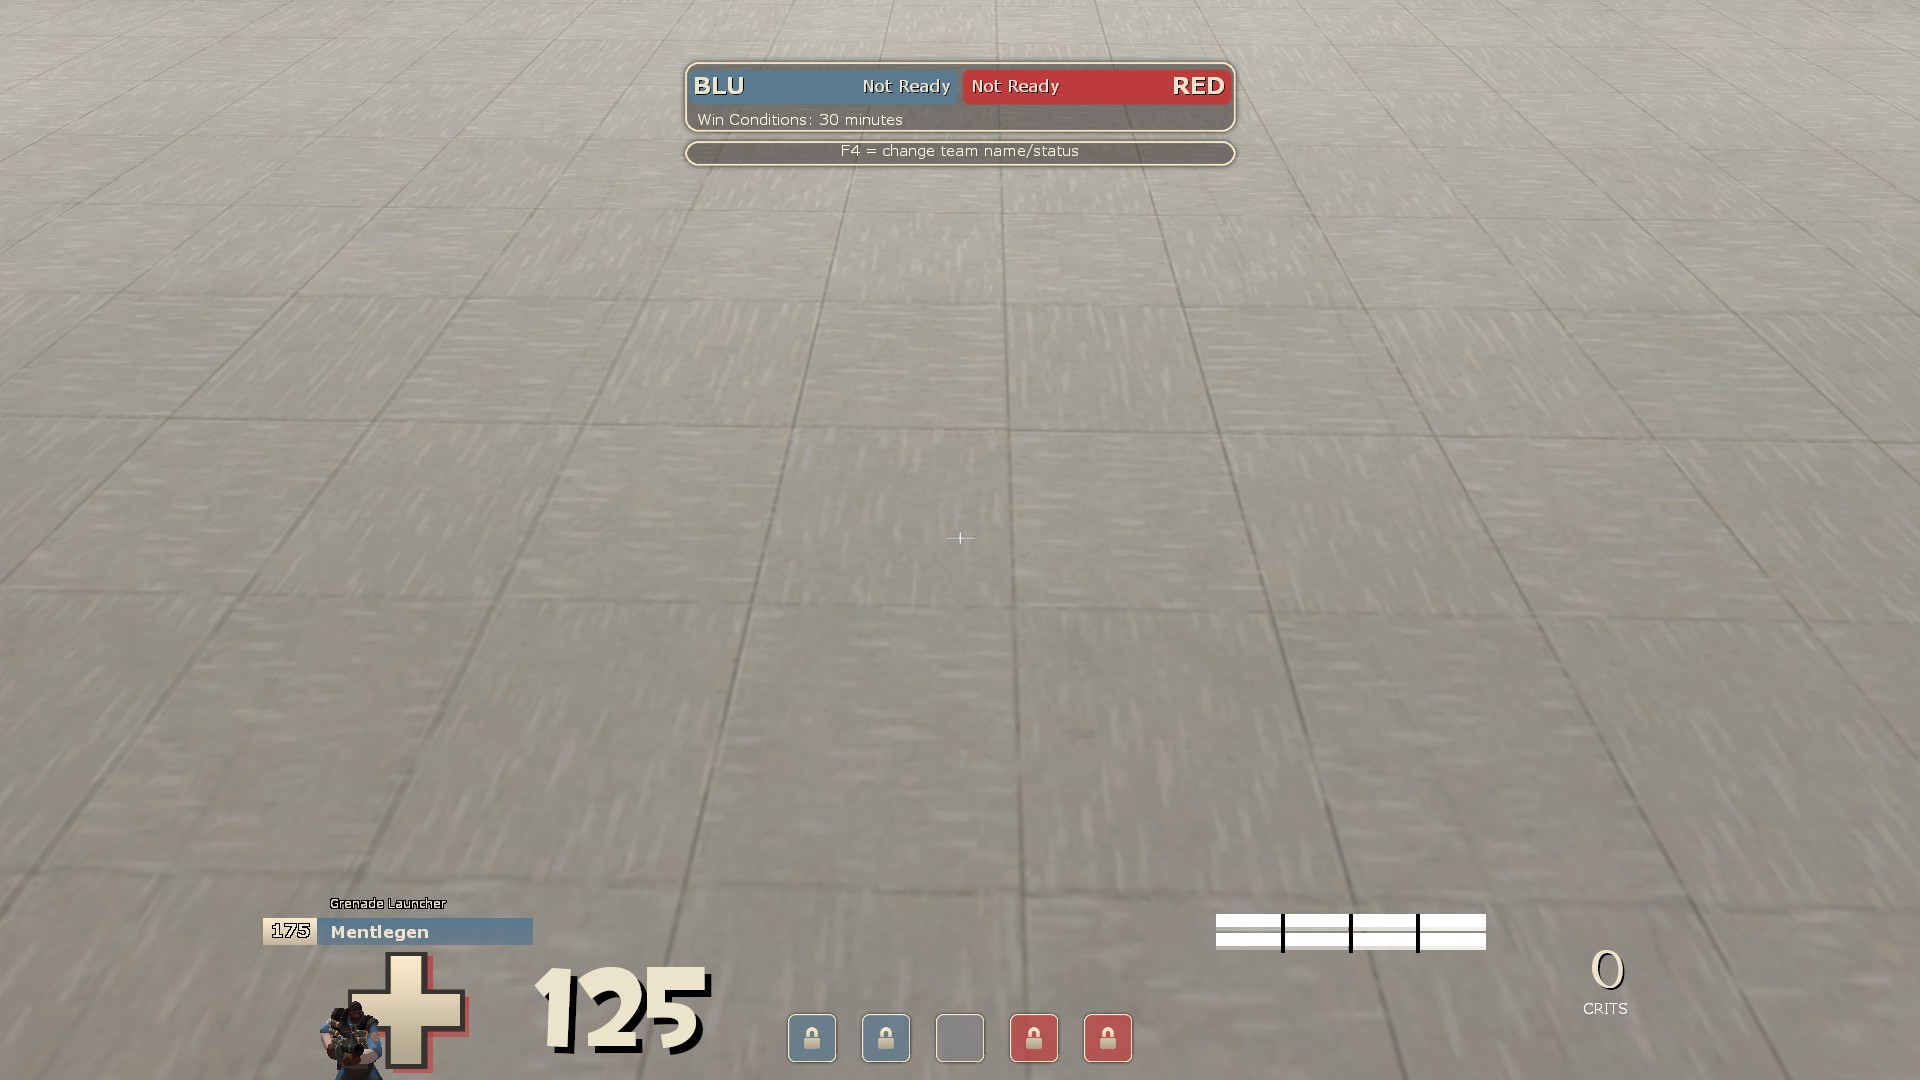 BLU Not Ready Not Ready RED
Win Conditions: 30 minutes
F4 = change team name/status
Grenade Launcher
175 Mentlegen
125
0
CRITS